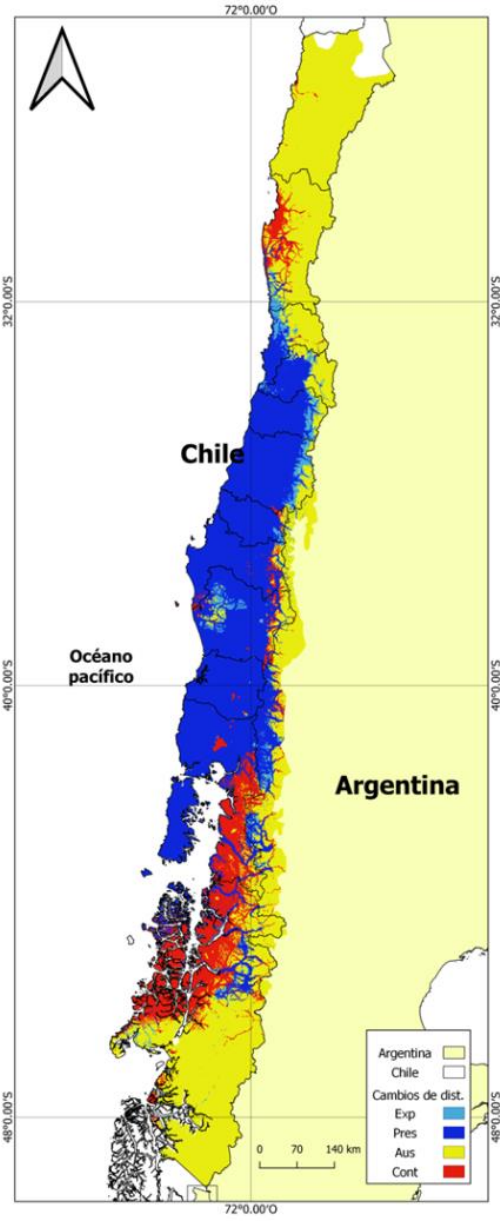 72°0.00'O
32°0.00'S
32°0.00'S
Chile
Océano
pacífico
40°0.00'S
40°0.00'S
Argentina
Argentina
Chile
Cambios de dist.
Exp
Pres
Aus
Cont
0 70 140 km
48°0.00'S
48°0.00'S
72°0.00'O